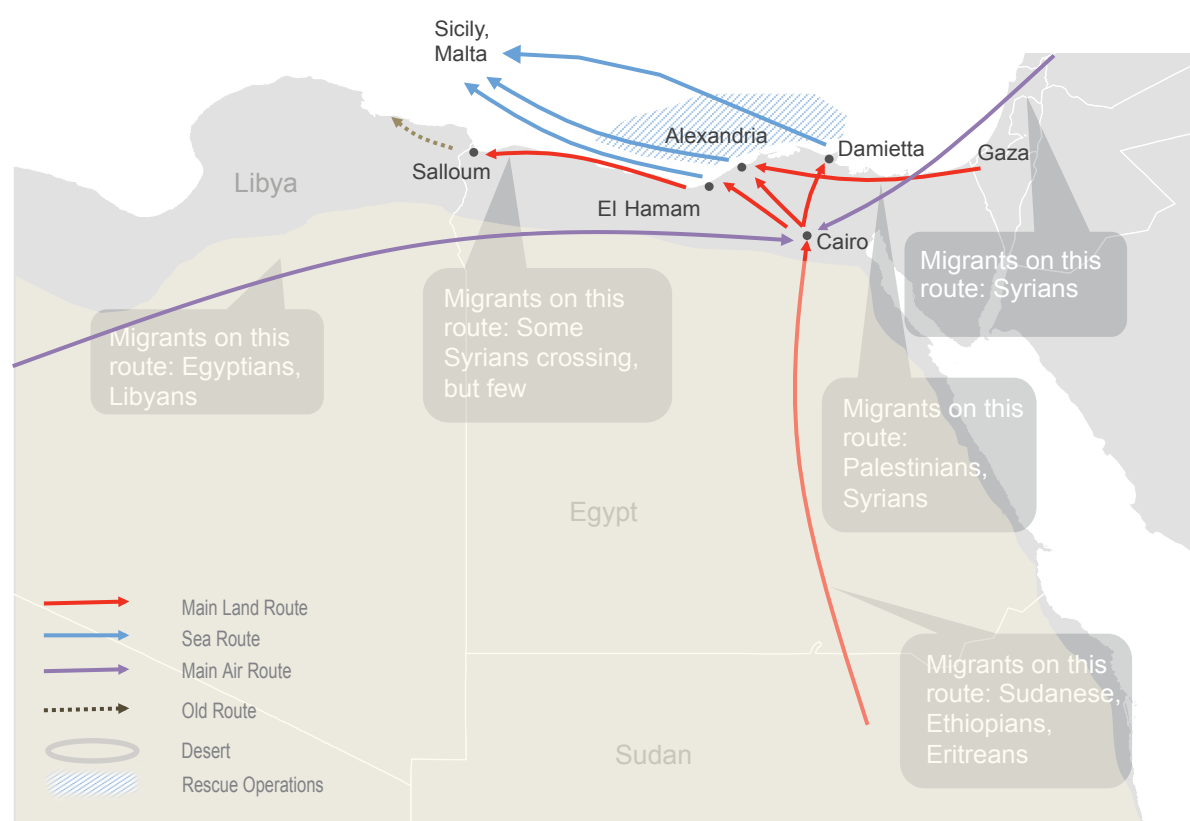 Sicily,
Malta
Alexandria
Damietta
Gaza
Salloum
Libya
El Hamam
Cairo
Migrants on this
route: Syrians
Migrants on this
route: Some
Syrians crossing,
but few
Migrants on this
route: Egyptians,
Libyans
Migrants on this
route:
Palestinians,
Syrians
Egypt
Main Land Route
Sea Route
Main Air Route
Old Route
Desert
Rescue Operations
Migrants on this
route: Sudanese,
Ethiopians,
Eritreans
Sudan